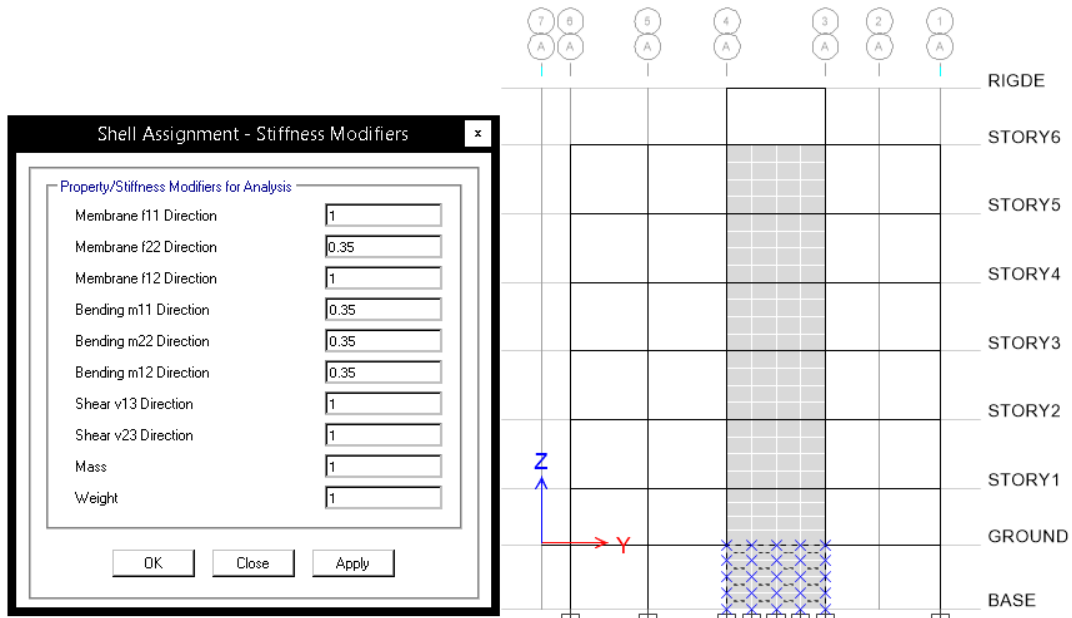 Shell Assignment - Stiffness Modifiers
x
Property/Stiffness Modifiers for Analysis
Membrane f11 Direction 1
Membrane f22 Direction 0.35
Membrane f12 Direction 1
Bending m11 Direction 0.35
Bending m22 Direction 0.35
Bending m12 Direction 0.35
Shear v13 Direction 1
Shear v23 Direction 1
Mass 1
Weight 1
OK Close Apply
7 6 5 4 3 2 1
A A A A A A A
RIGDE
STORY6
STORY5
STORY4
STORY3
STORY2
STORY1
GROUND
BASE
Z
Y